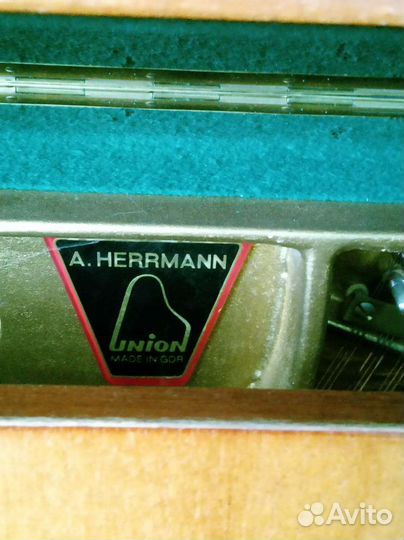 A. HERRMANN
UNION
MADE IN GDR
Avito